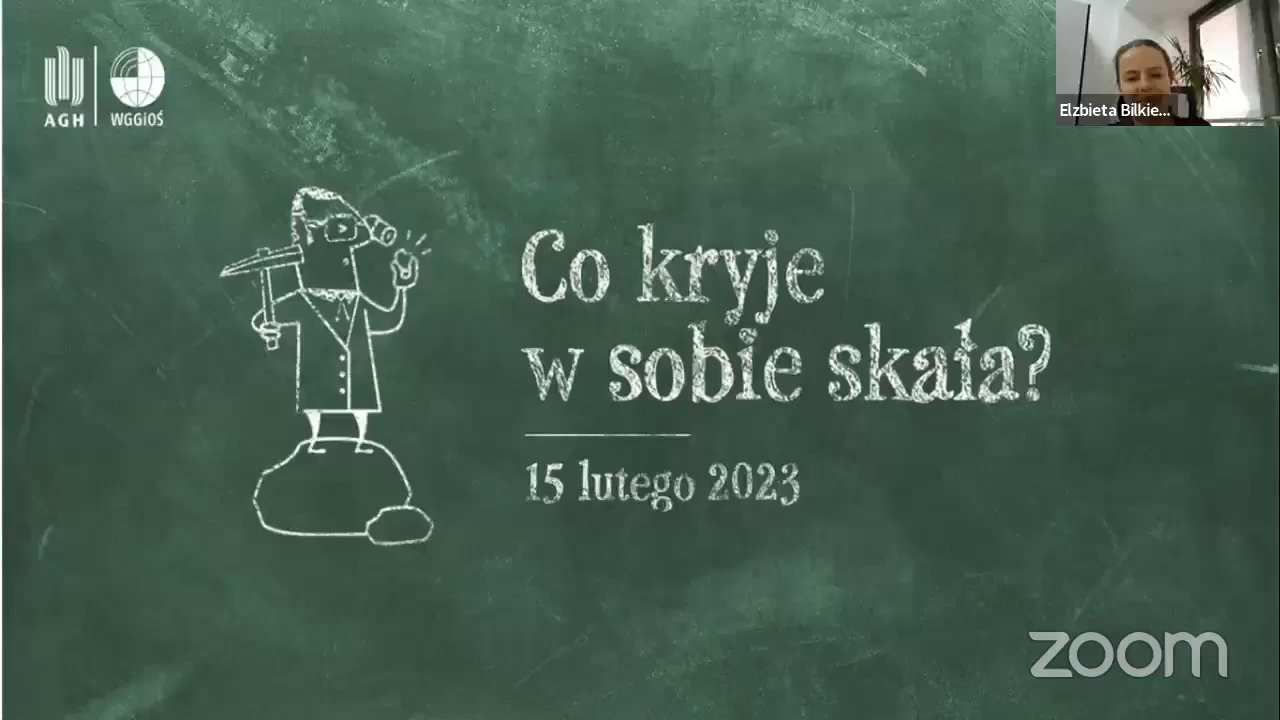 AGH
WGGiOŚ
Elzbieta Bilkie...
Co kryje
w sobie skała?
15 lutego 2023
zoom